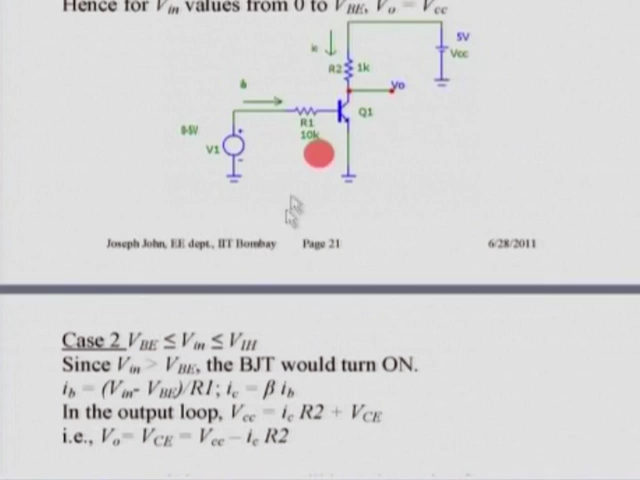 Hence for Vin values from 0 to VBE, Vo = Vcc
5V
Vcc
ic
R2 1k
Vo
ib
Q1
R1
10k
0-5V
V1
Joseph John, EE dept., IIT Bombay Page 21 6/28/2011
Case 2 VBE ≤ Vin ≤ VIH
Since Vin > VBE, the BJT would turn ON.
ib = (Vin- VBE)/R1; ic = β ib
In the output loop, Vcc = ic R2 + VCE
i.e., Vo= VCE = Vcc – ic R2